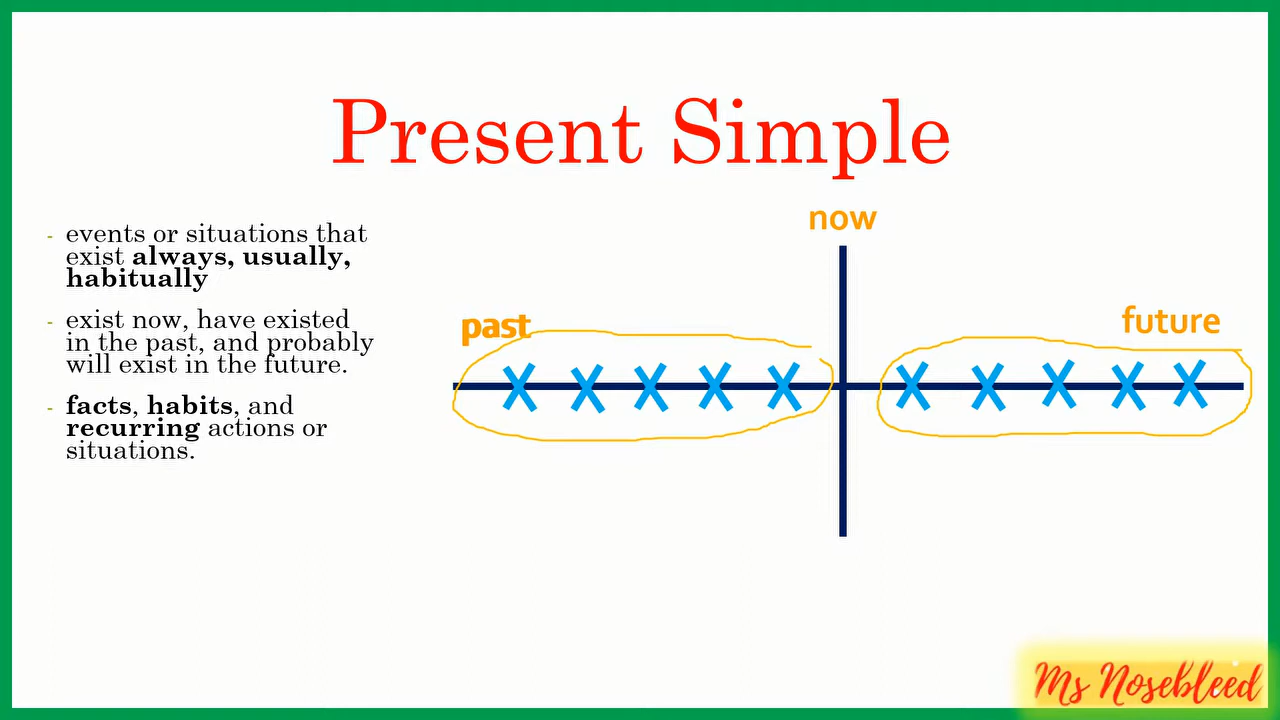 Present Simple
- events or situations that
exist always, usually,
habitually
- exist now, have existed
in the past, and probably
will exist in the future.
- facts, habits, and
recurring actions or
situations.
now
past
future
X X X X X X X X X X
Ms Nosebleed